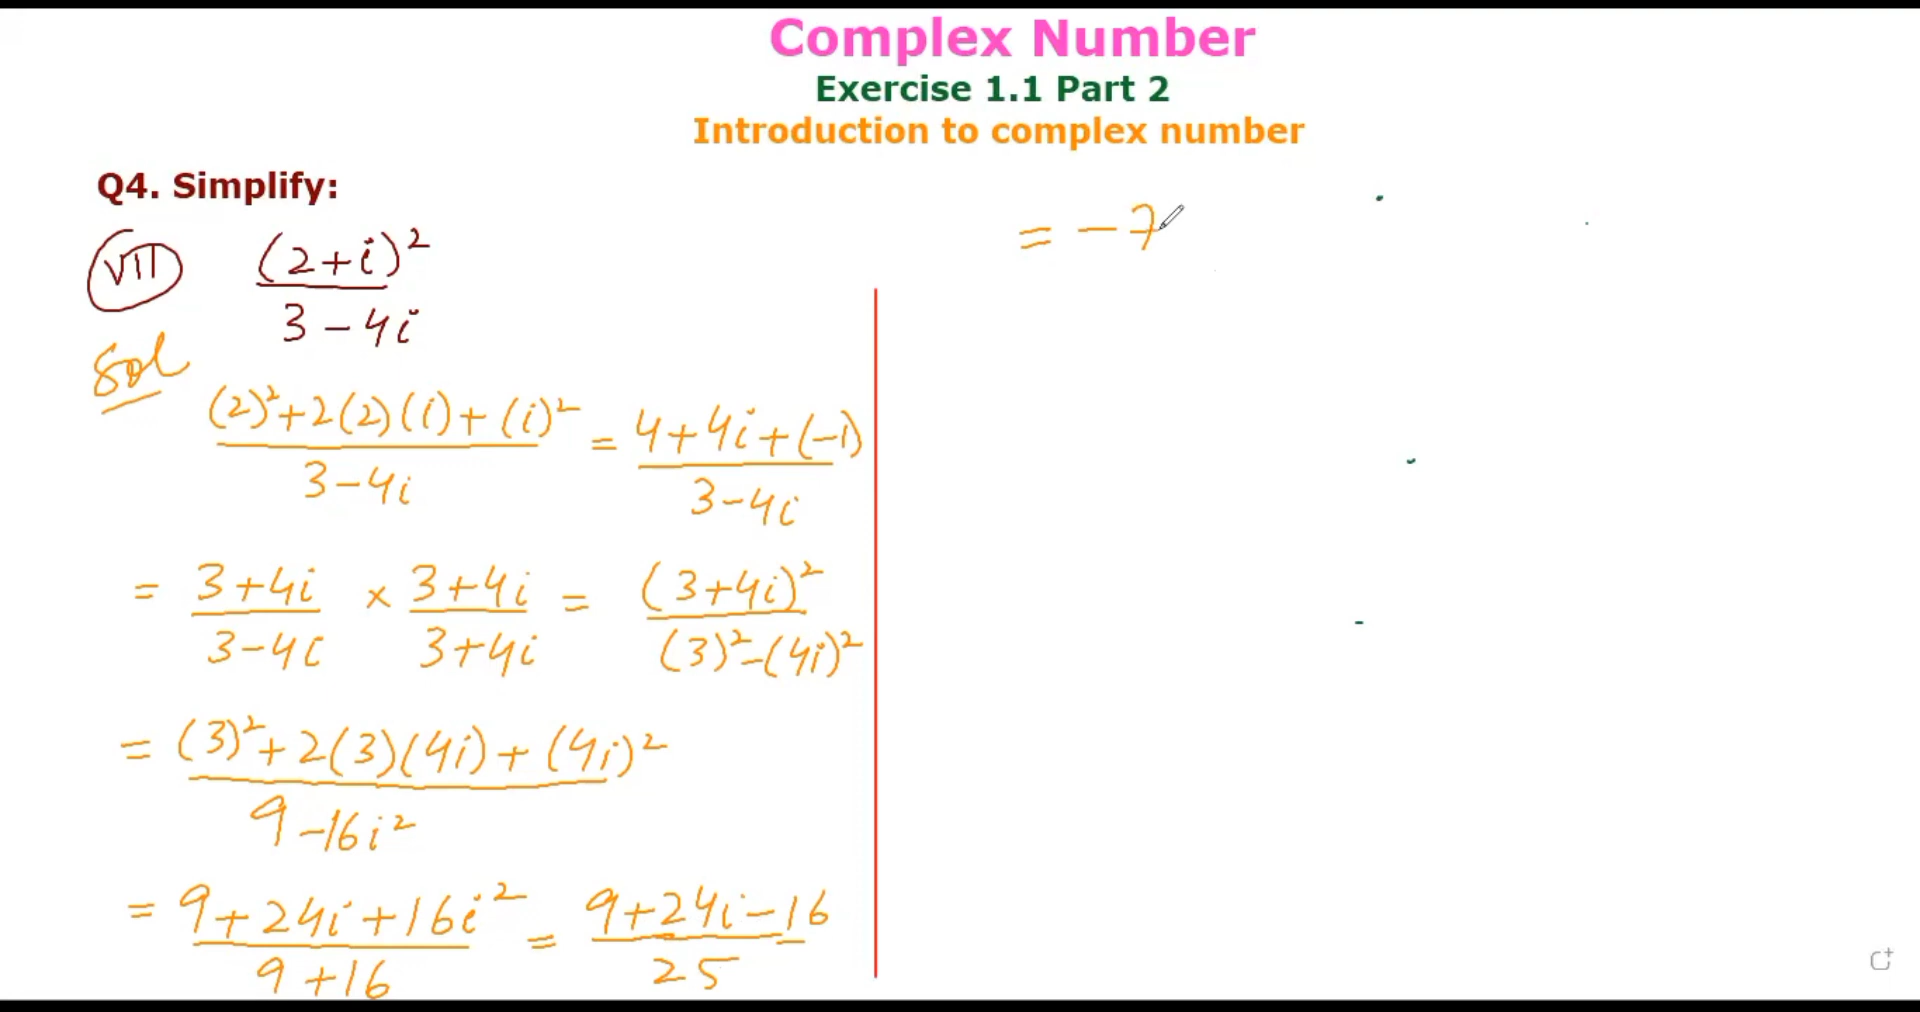 Complex Number
Exercise 1.1 Part 2
Introduction to complex number
Q4. Simplify:
VII (2+i)² / 3-4i
Sol
(2)²+2(2)(i)+(i)² / 3-4i = 4+4i+(-1) / 3-4i
= 3+4i / 3-4i × 3+4i / 3+4i = (3+4i)² / (3)²-(4i)²
= (3)²+2(3)(4i)+(4i)² / 9-16i²
= 9+24i+16i² / 9+16 = 9+24i-16 / 25
= -7